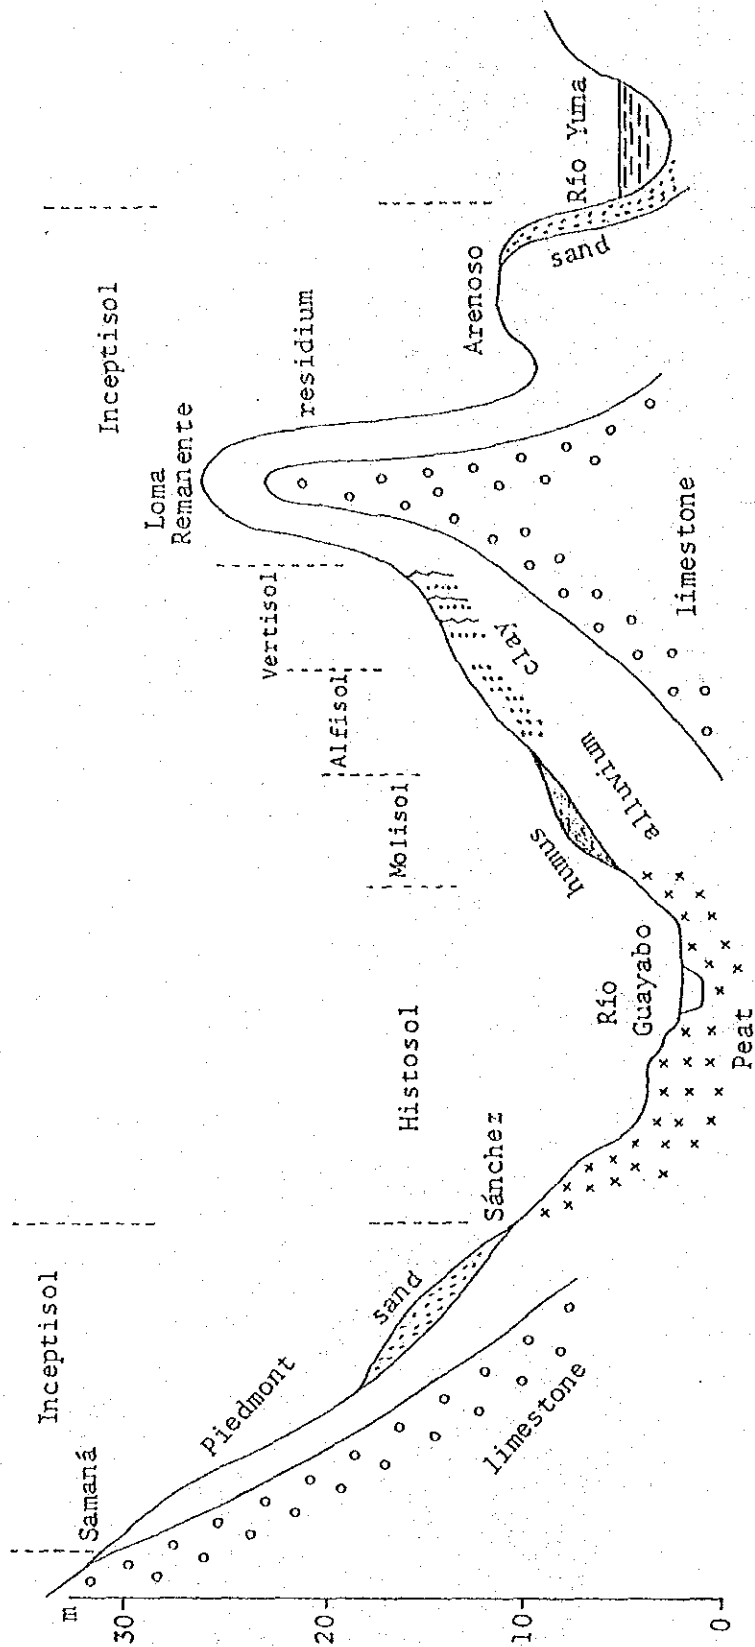 m
30
20
10
0
Samaná
Inceptisol
Piedmont
sand
limestone
Sánchez
Histosol
Río
Guayabo
Peat
Molisol
humus
alluvium
Alfisol
Vertisol
clay
limestone
Loma
Remanente
Inceptisol
residium
Arenoso
sand
Río Yuma